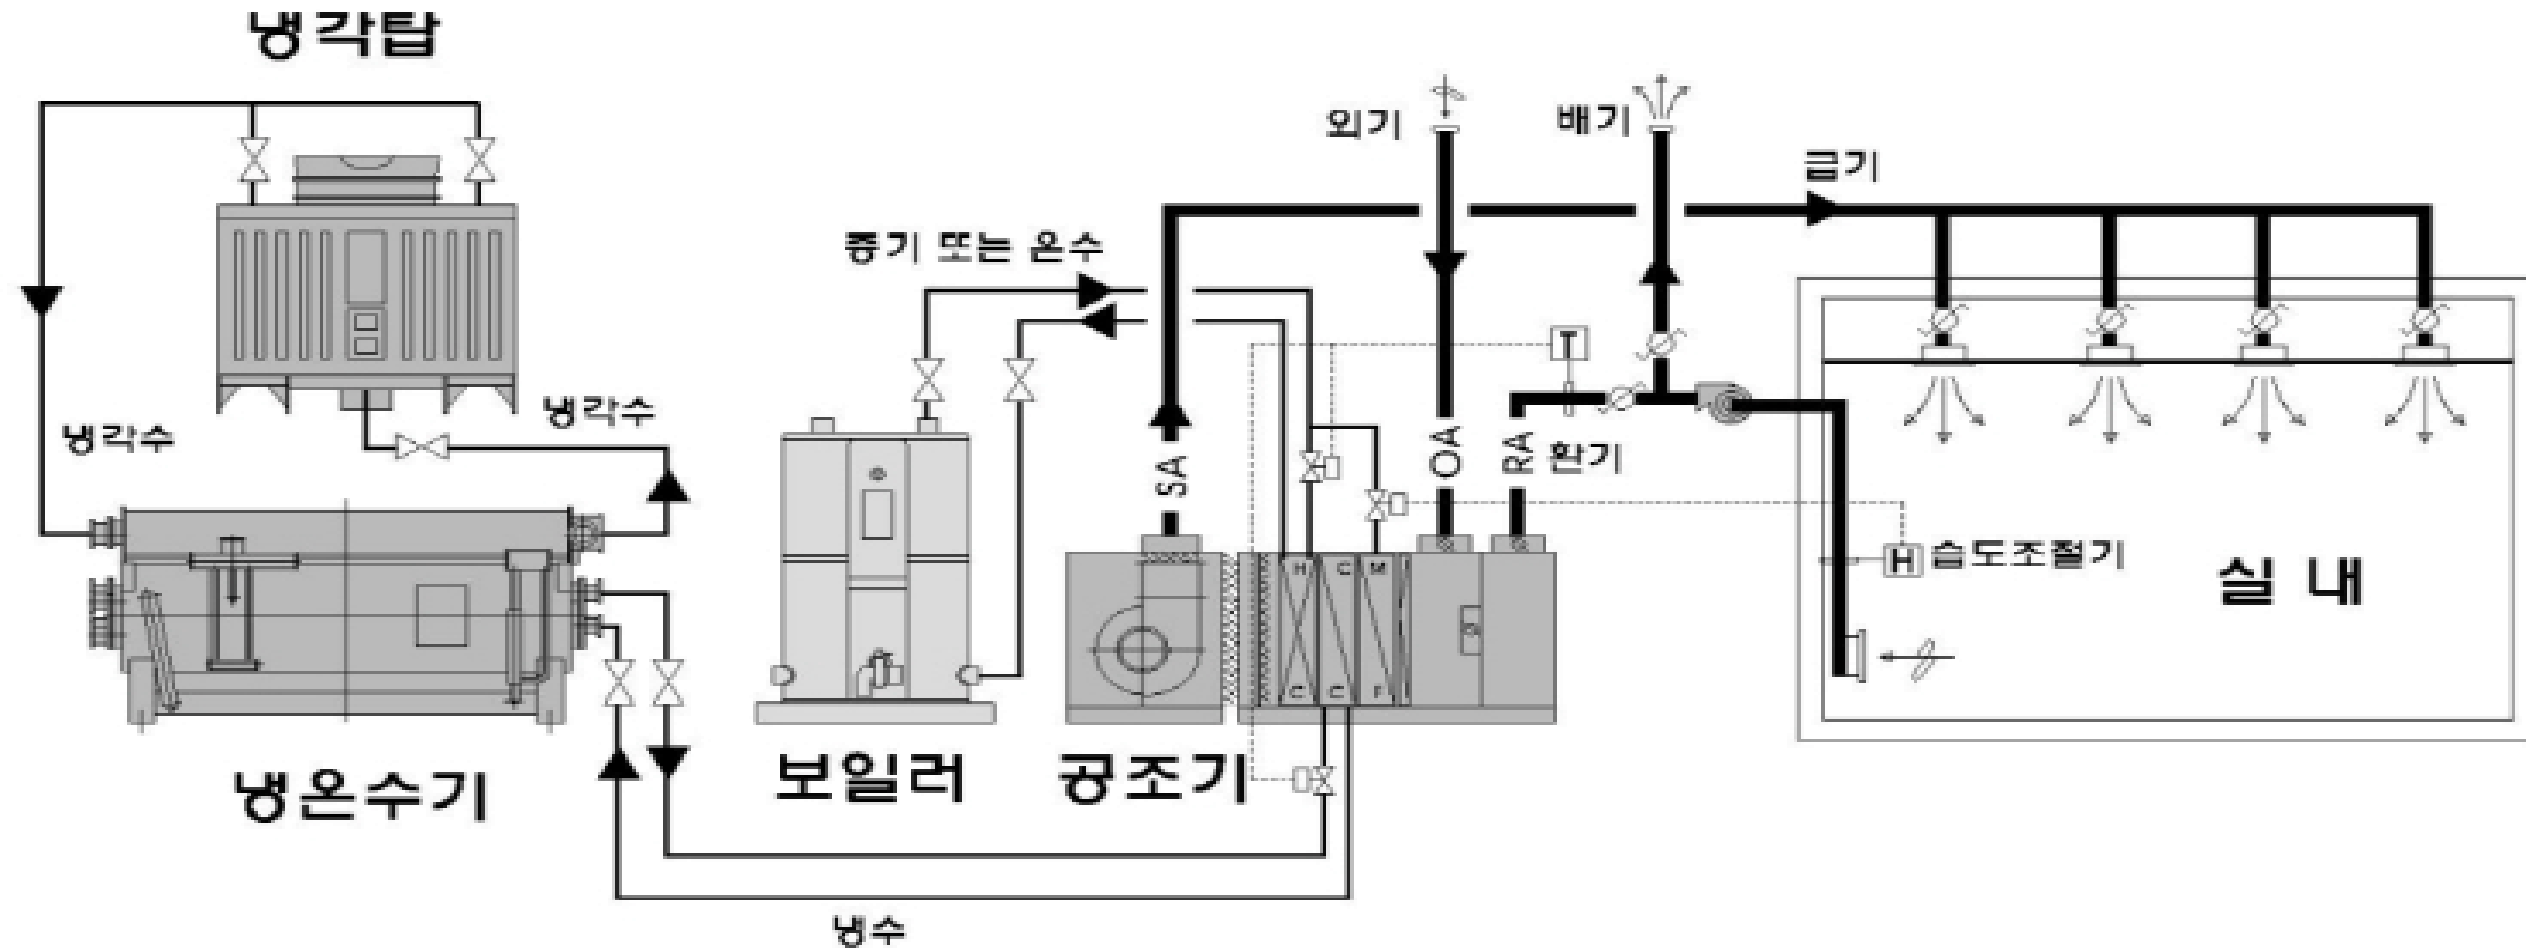 냉각탑
외기
배기
급기
증기 또는 온수
T
냉각수
냉각수
SA
OA
RA 환기
H 습도조절기
실 내
H C M
C C F
냉온수기
보일러
공조기
냉수